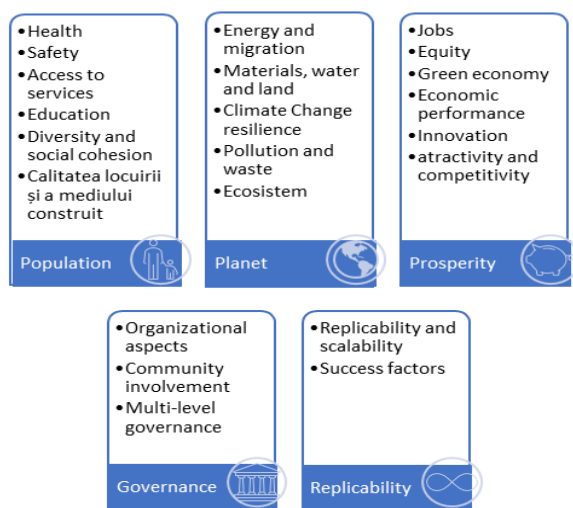 •Health
•Safety
•Access to
services
•Education
•Diversity and
social cohesion
•Calitatea locuirii
și a mediului
construit
Population
•Energy and
migration
•Materials, water
and land
•Climate Change
resilience
•Pollution and
waste
•Ecosistem
Planet
•Jobs
•Equity
•Green economy
•Economic
performance
•Innovation
•atractivity and
competitivity
Prosperity
•Organizational
aspects
•Community
involvement
•Multi-level
governance
Governance
•Replicability and
scalability
•Success factors
Replicability